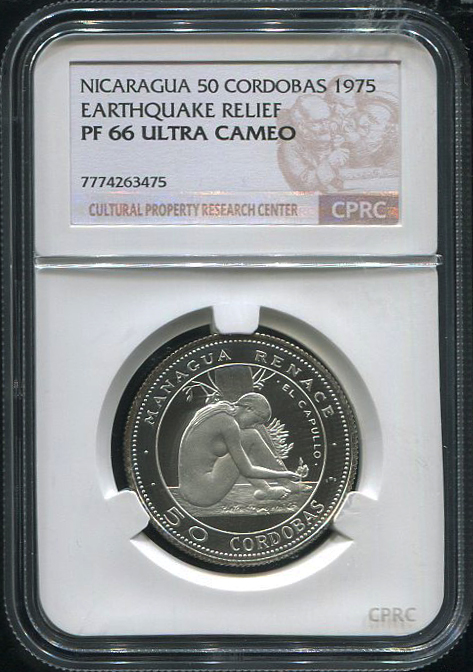 NICARAGUA 50 CORDOBAS 1975
EARTHQUAKE RELIEF
PF 66 ULTRA CAMEO
7774263475
CULTURAL PROPERTY RESEARCH CENTER CPRC
MANAGUA RENACE
EL CAPULLO
50 CORDOBAS
CPRC